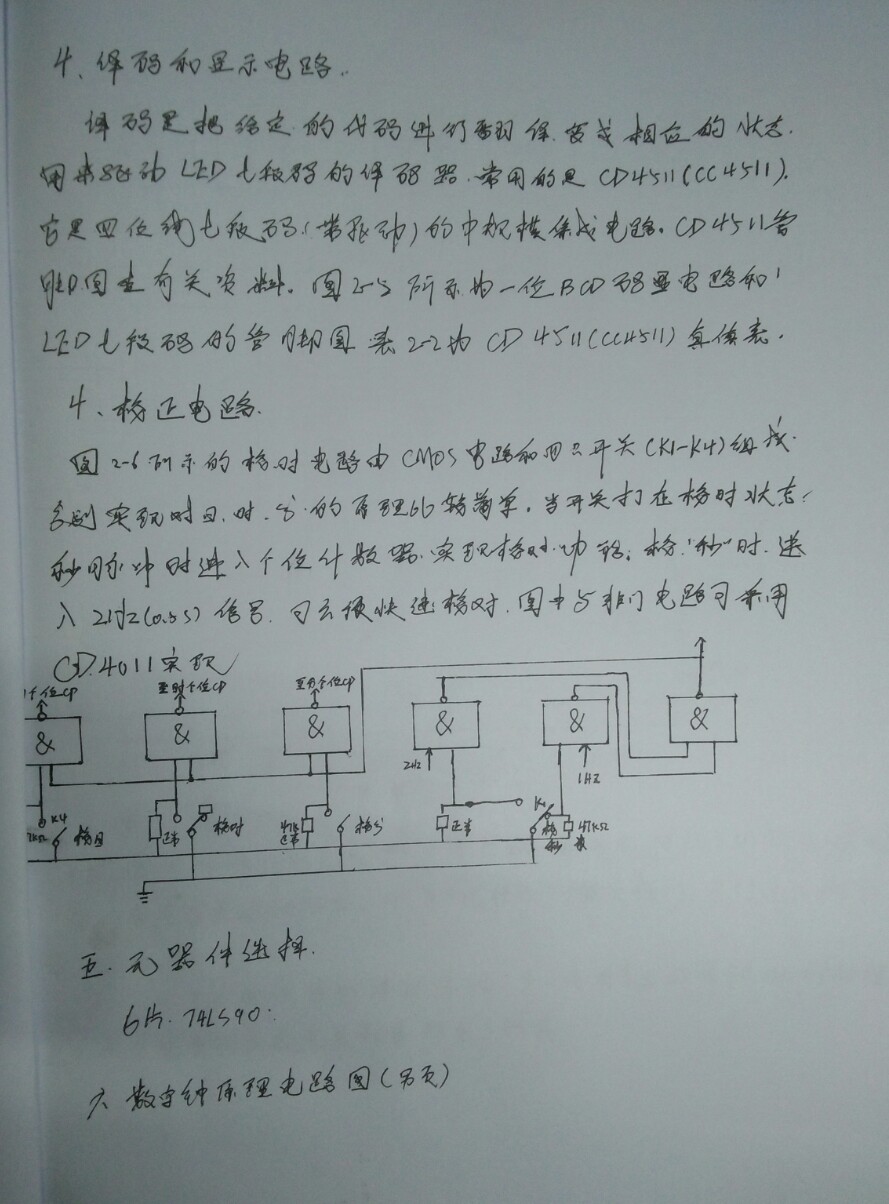 4、译码和显示电路.
译码是把给定的代码进行翻译.变成相应的状态.
用来驱动LED七段码的译码器.常用的是CD4511(CC4511).
它是四位线七段码(带驱动)的中规模集成电路。CD4511管
脚图查有关资料。图2-5所示为一位BCD码显电路和
LED七段码的管脚图 表2-2为CD4511(CC4511)真值表.
4、校正电路.
图2-6所示的校时电路由CMOS电路和四只开关(K1-K4)组成.
分别实现对日.时.分的原理比较简单.当开关打在校时状态.
秒脉冲时进入个位计数器.实现校对功能;校"秒"时.送
入2Hz(0.5s)信号.可以快速校对.图中与非门电路可采用
CD4011实现
个位CP 至时个位CP 至分个位CP
& & & & & &
2Hz 1HZ
K4 校日 正常 校时 47K 正常 校分 正常 K1 校秒 47KΩ
五.元器件选择.
6片.74LS90:
六 数字钟原理电路图(另页)